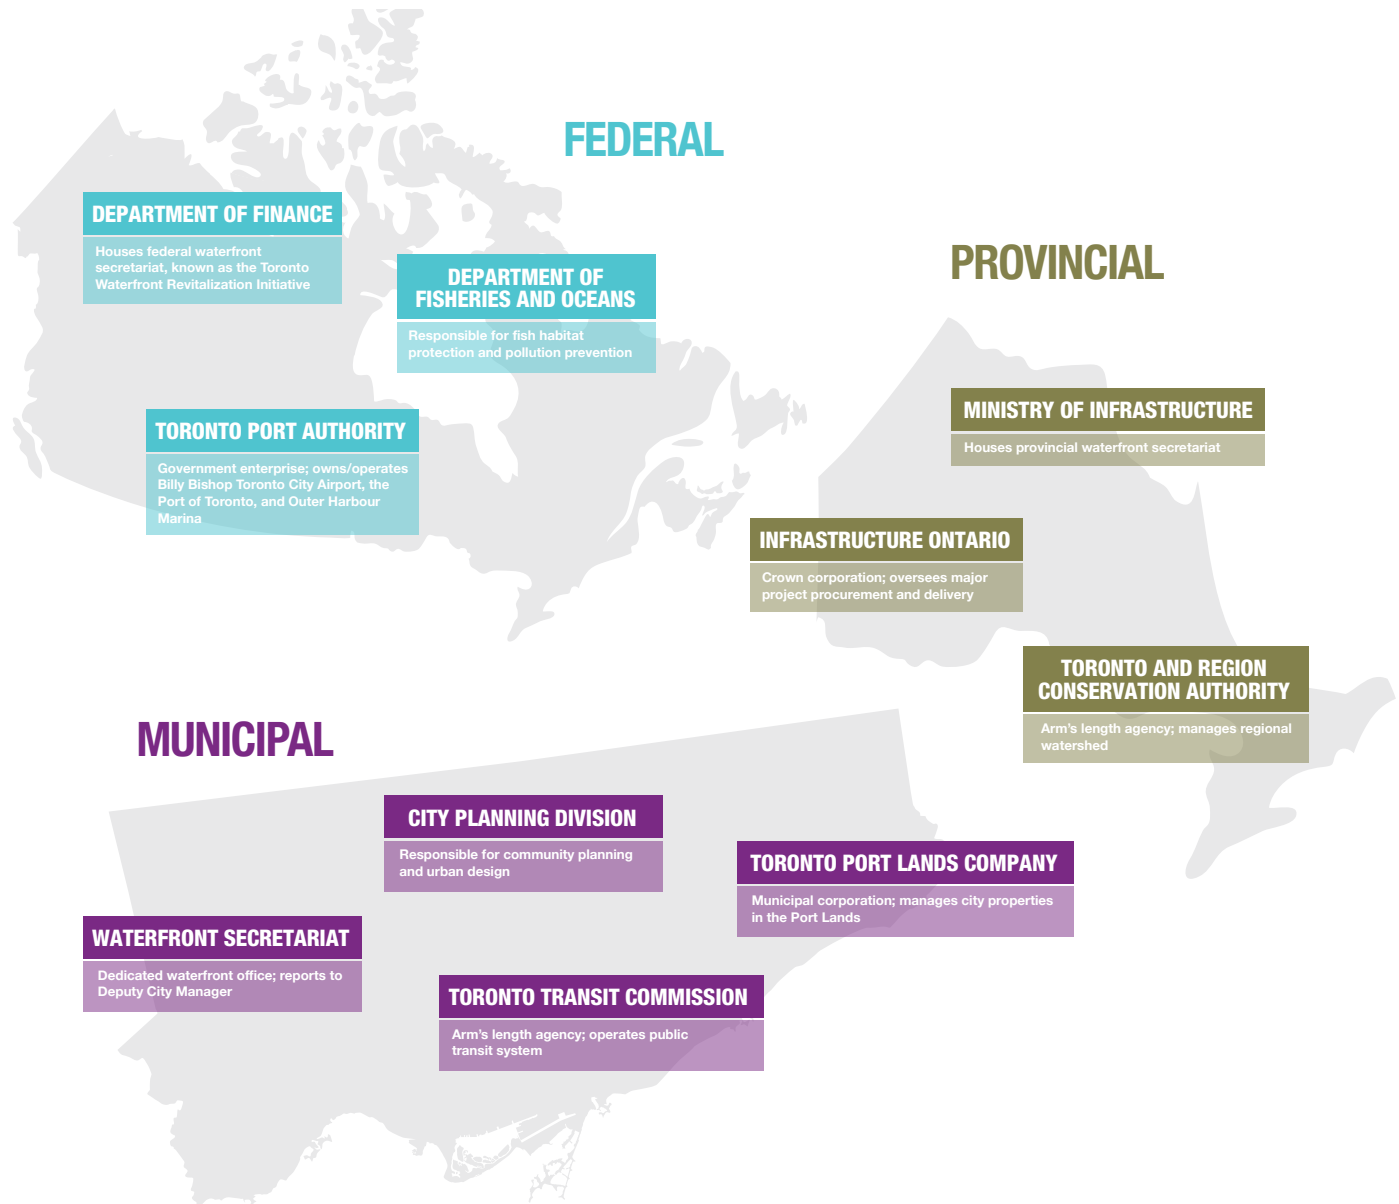 FEDERAL
DEPARTMENT OF FINANCE
Houses federal waterfront
secretariat, known as the Toronto
Waterfront Revitalization Initiative
DEPARTMENT OF
FISHERIES AND OCEANS
Responsible for fish habitat
protection and pollution prevention
TORONTO PORT AUTHORITY
Government enterprise; owns/operates
Billy Bishop Toronto City Airport, the
Port of Toronto, and Outer Harbour
Marina
PROVINCIAL
MINISTRY OF INFRASTRUCTURE
Houses provincial waterfront secretariat
INFRASTRUCTURE ONTARIO
Crown corporation; oversees major
project procurement and delivery
TORONTO AND REGION
CONSERVATION AUTHORITY
Arm's length agency; manages regional
watershed
MUNICIPAL
CITY PLANNING DIVISION
Responsible for community planning
and urban design
TORONTO PORT LANDS COMPANY
Municipal corporation; manages city properties
in the Port Lands
WATERFRONT SECRETARIAT
Dedicated waterfront office; reports to
Deputy City Manager
TORONTO TRANSIT COMMISSION
Arm's length agency; operates public
transit system